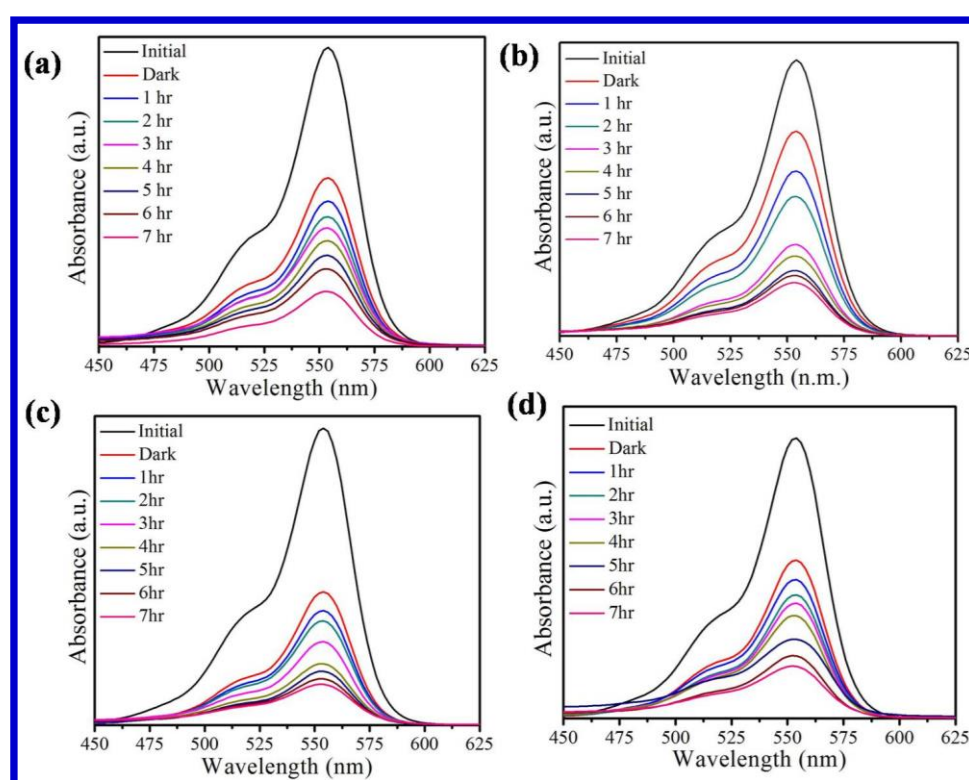 (a)
Initial
Dark
1 hr
2 hr
3 hr
4 hr
5 hr
6 hr
7 hr
Absorbance (a.u.)
450 475 500 525 550 575 600 625
Wavelength (nm)
(b)
Initial
Dark
1 hr
2 hr
3 hr
4 hr
5 hr
6 hr
7 hr
Absorbance (a.u.)
450 475 500 525 550 575 600 625
Wavelength (n.m.)
(c)
Initial
Dark
1hr
2hr
3hr
4hr
5hr
6hr
7hr
Absorbance (a.u.)
450 475 500 525 550 575 600 625
Wavelength (nm)
(d)
Initial
Dark
1hr
2hr
3hr
4hr
5hr
6hr
7hr
Absorbance (a.u.)
450 475 500 525 550 575 600 625
Wavelength (nm)